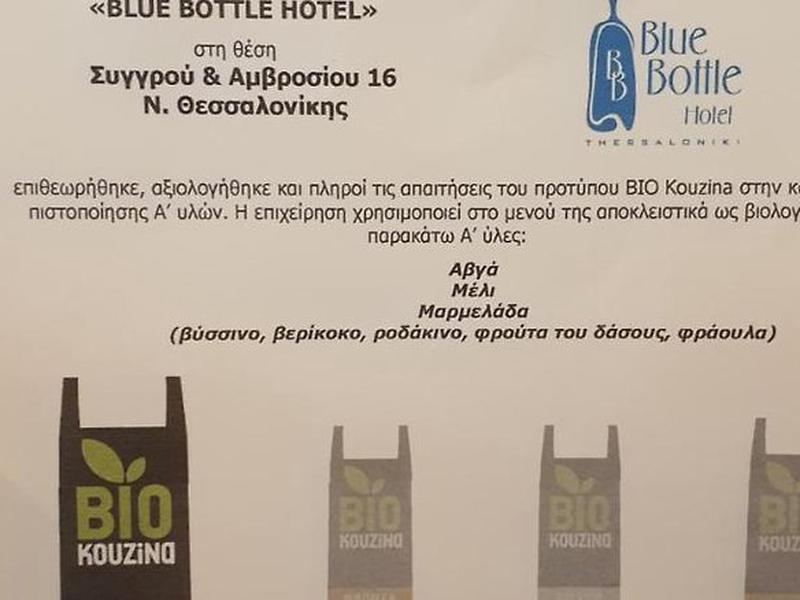 «BLUE BOTTLE HOTEL»
στη θέση
Συγγρού & Αμβροσίου 16
Ν. Θεσσαλονίκης
Blue
Bottle
Hotel
BB
THESSALONIKI
επιθεωρήθηκε, αξιολογήθηκε και πληροί τις απαιτήσεις του προτύπου BIO Kouzina στην
πιστοποίησης Α' υλών. Η επιχείρηση χρησιμοποιεί στο μενού της αποκλειστικά ως
παρακάτω Α' ύλες:
Αβγά
Μέλι
Μαρμελάδα
(βύσσινο, βερίκοκο, ροδάκινο, φρούτα του δάσους, φράουλα)
BIO
KOUZINA
BIO
KOUZINA
BIO
KOUZINA